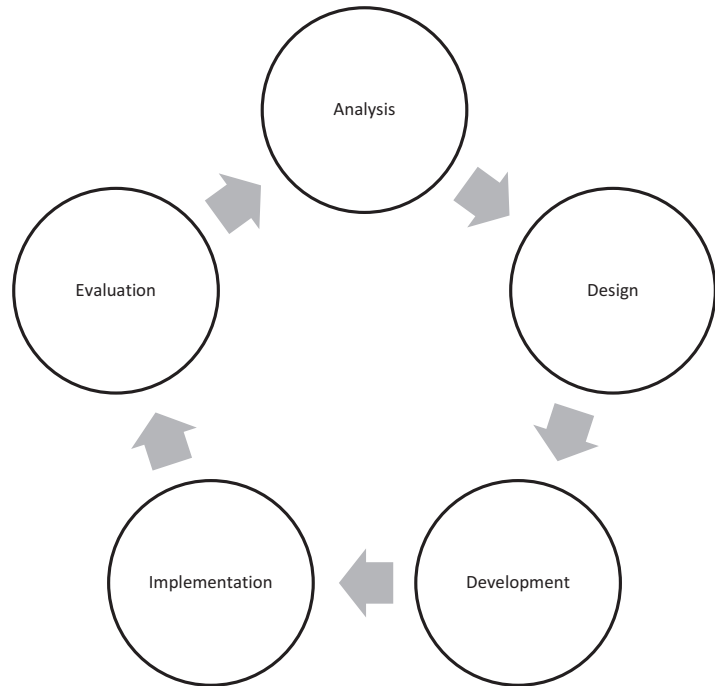 Analysis
Design
Development
Implementation
Evaluation